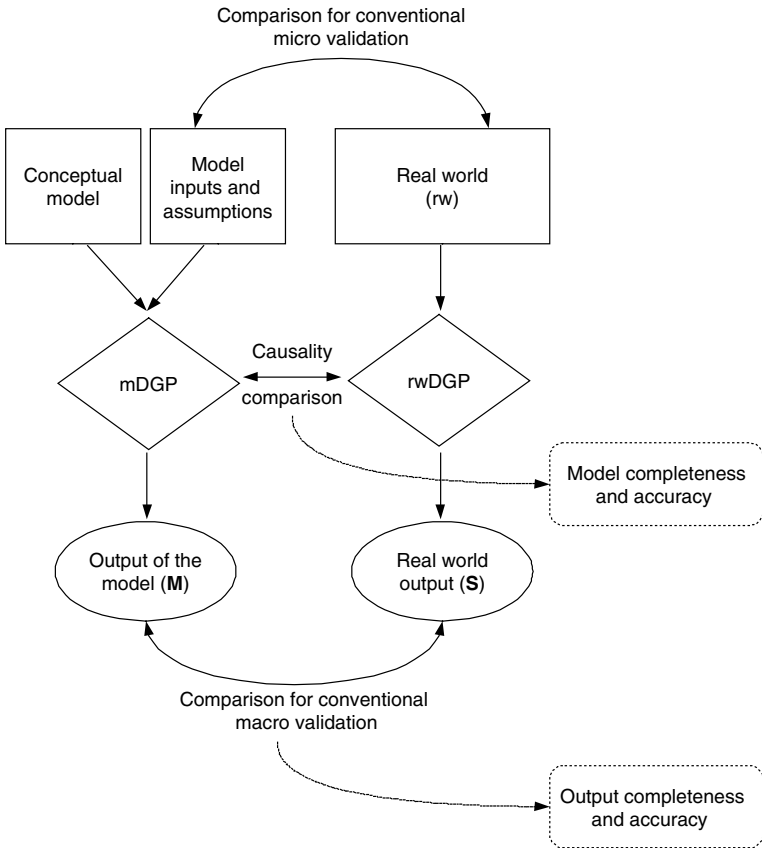 Comparison for conventional
micro validation
Conceptual
model
Model
inputs and
assumptions
Real world
(rw)
mDGP
Causality
comparison
rwDGP
Model completeness
and accuracy
Output of the
model (M)
Real world
output (S)
Comparison for conventional
macro validation
Output completeness
and accuracy